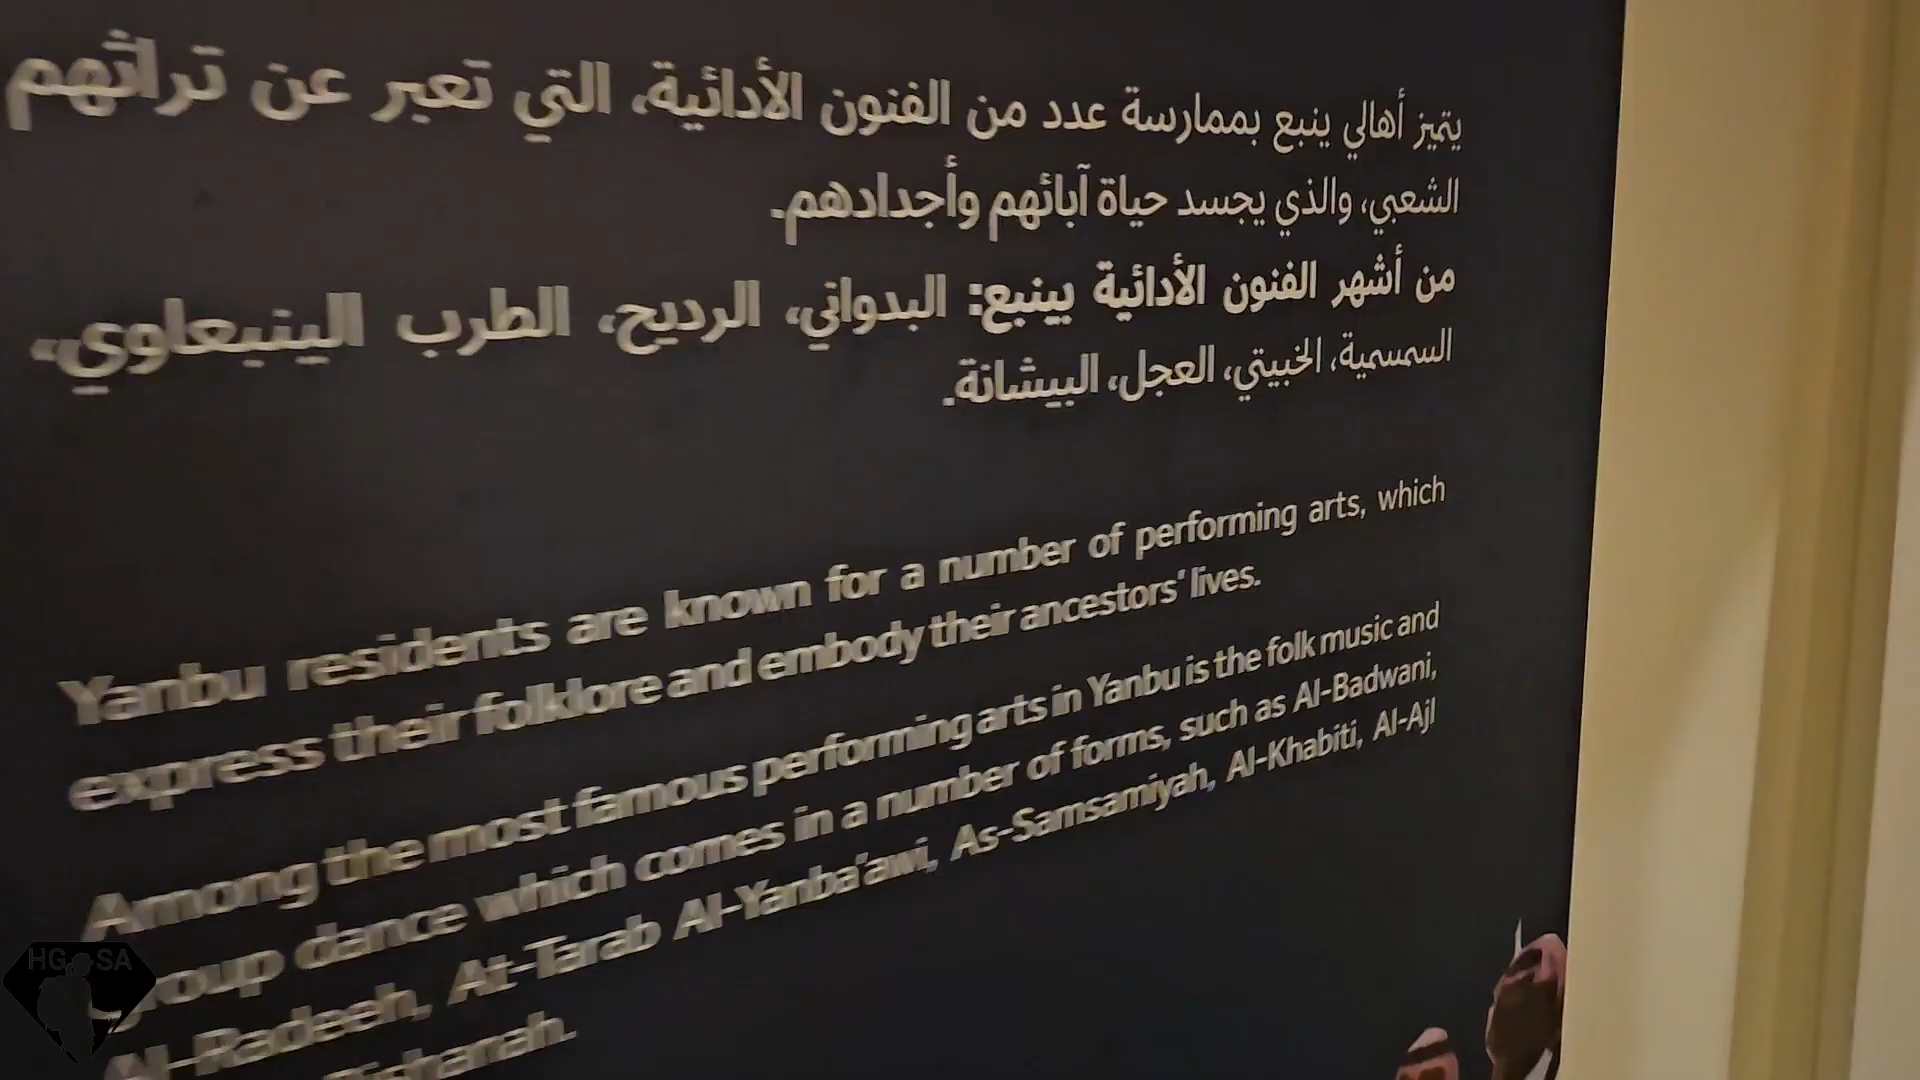 يتميز أهالي ينبع بممارسة عدد من الفنون الأدائية، التي تعبر عن تراثهم
الشعبي، والذي يجسد حياة آبائهم وأجدادهم.
من أشهر الفنون الأدائية بينبع: البدواني، الرديح، الطرب الينبعاوي،
السمسمية، الخبيتي، العجل، البيشانة.
Yanbu residents are known for a number of performing arts, which
express their folklore and embody their ancestors' lives.
Among the most famous performing arts in Yanbu is the folk music and
group dance which comes in a number of forms, such as Al-Badwani,
Al-Radeeh, At-Tarab Al-Yanba'awi, As-Samsamiyah, Al-Khabiti, Al-Ajl
HG SA